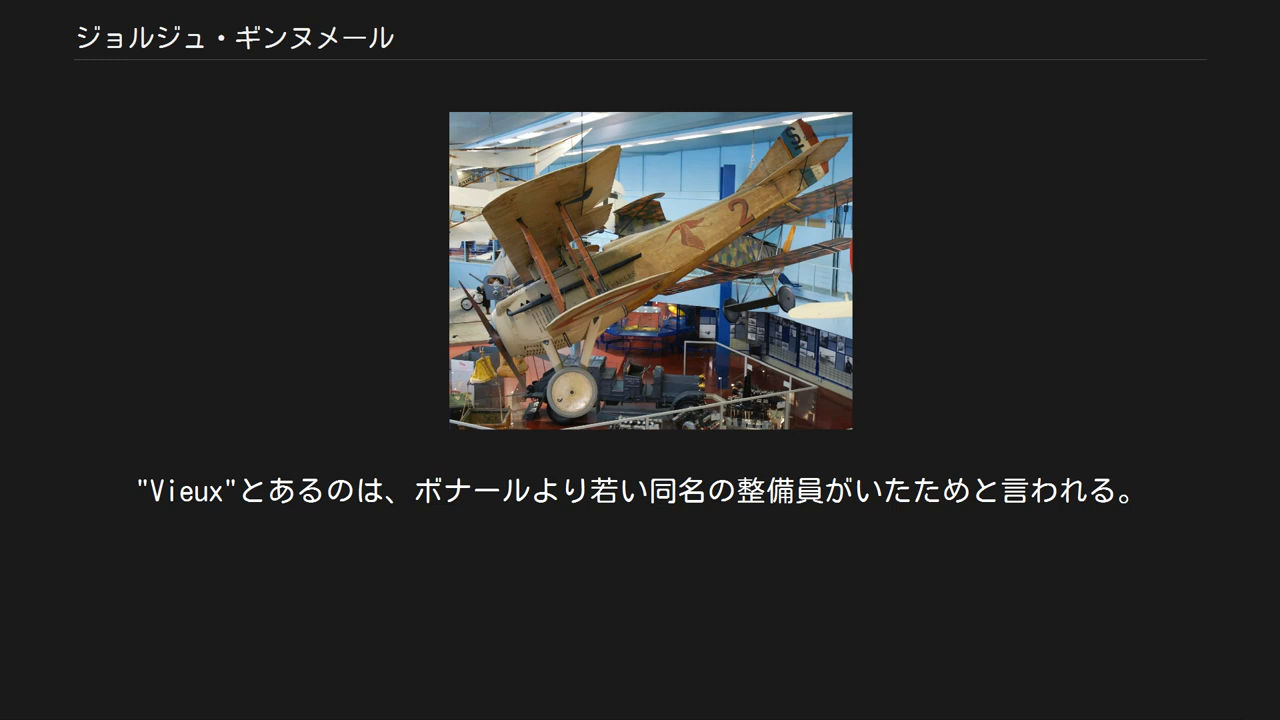 ジョルジュ・ギンヌメール
2
"Vieux"とあるのは、ボナールより若い同名の整備員がいたためと言われる。